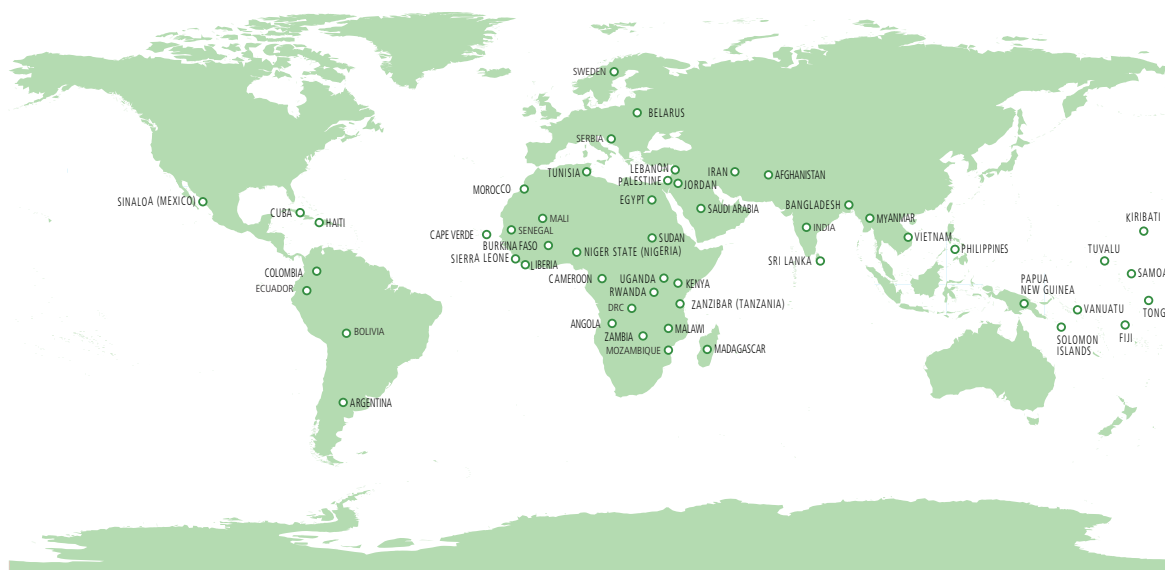 SWEDEN
BELARUS
SERBIA
TUNISIA
LEBANON
PALESTINE
JORDAN
IRAN
AFGHANISTAN
MOROCCO
EGYPT
SAUDI ARABIA
BANGLADESH
MYANMAR
INDIA
VIETNAM
PHILIPPINES
SRI LANKA
SINALOA (MEXICO)
CUBA
HAITI
MALI
SENEGAL
CAPE VERDE
BURKINA FASO
SIERRA LEONE
LIBERIA
SUDAN
NIGER STATE (NIGERIA)
CAMEROON
UGANDA
KENYA
RWANDA
ZANZIBAR (TANZANIA)
DRC
ANGOLA
ZAMBIA
MALAWI
MOZAMBIQUE
MADAGASCAR
COLOMBIA
ECUADOR
BOLIVIA
ARGENTINA
KIRIBATI
TUVALU
SAMOA
PAPUA
NEW GUINEA
VANUATU
TONG
SOLOMON
ISLANDS
FIJI